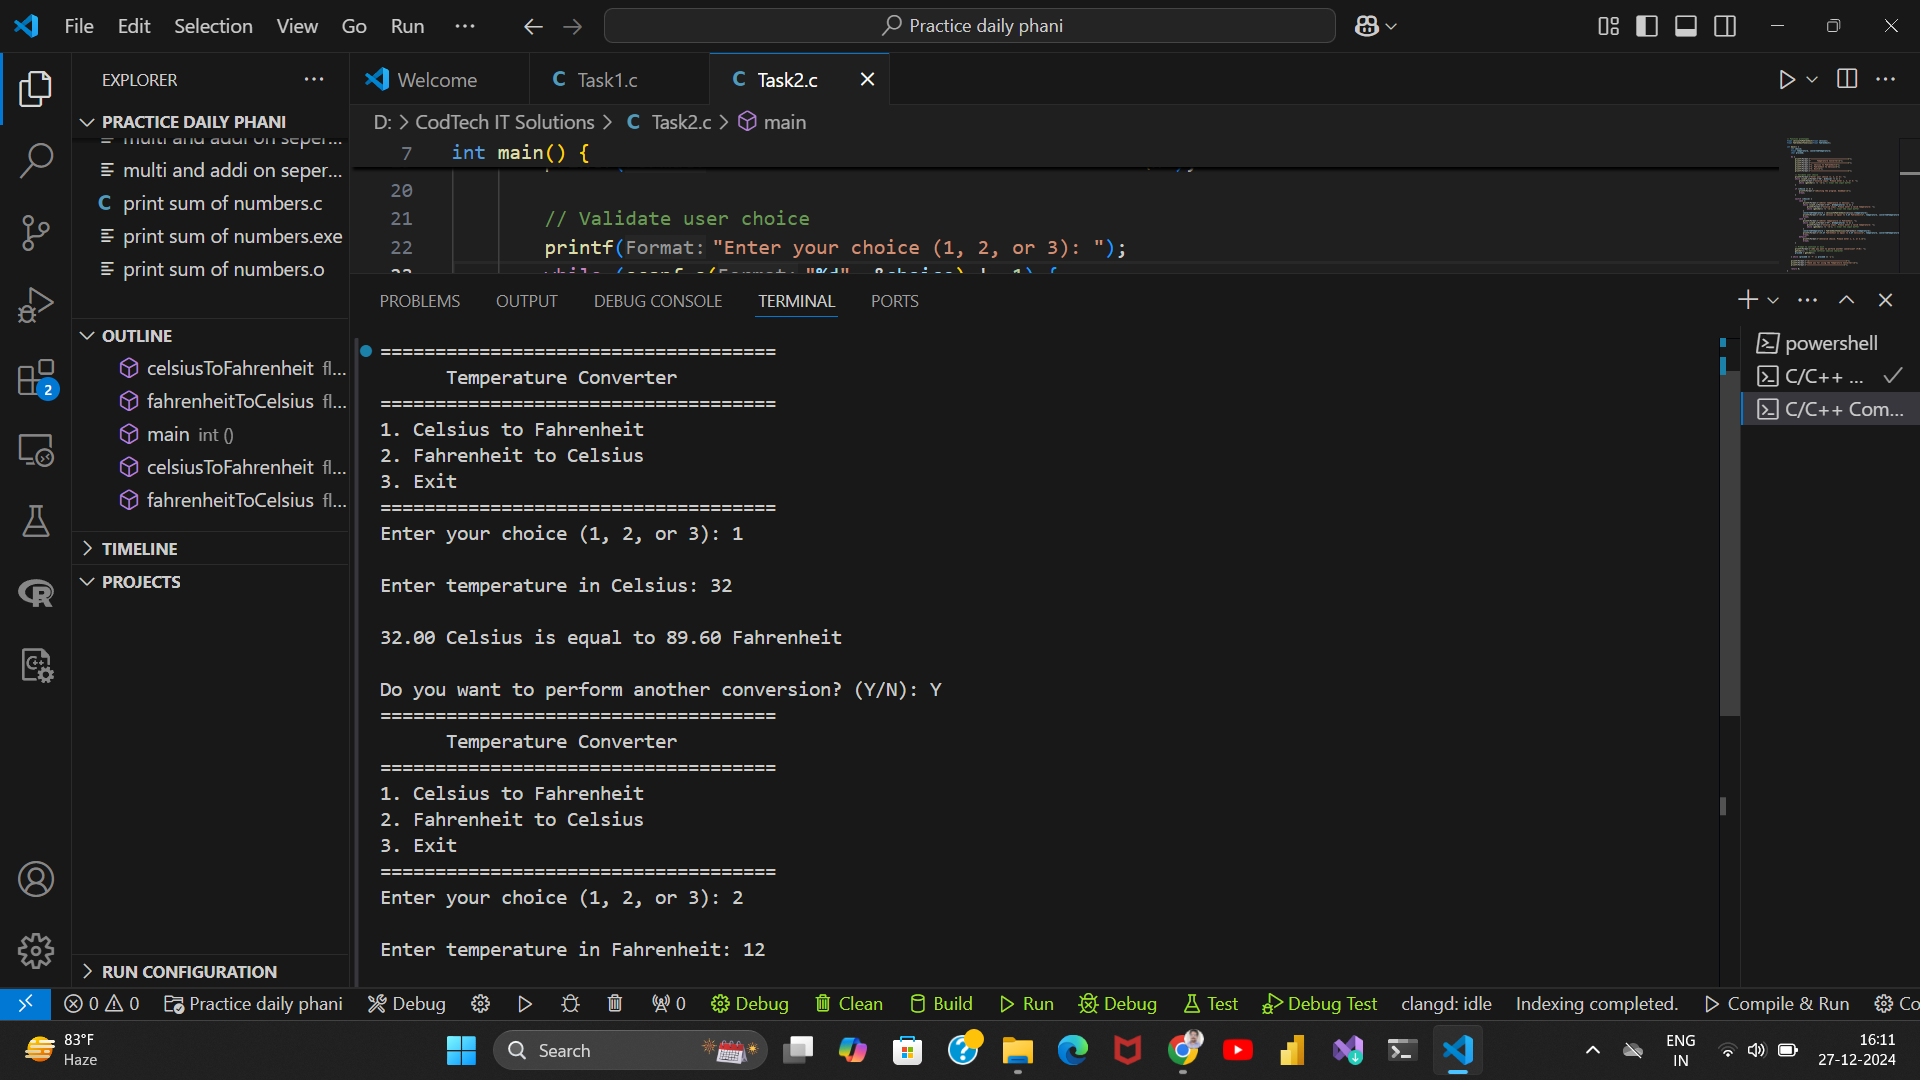 File Edit Selection View Go Run ···
Practice daily phani
EXPLORER ···
Welcome
Task1.c
Task2.c
PRACTICE DAILY PHANI
multi and addi on seper...
multi and addi on seper...
print sum of numbers.c
print sum of numbers.exe
print sum of numbers.o
OUTLINE
celsiusToFahrenheit fl...
fahrenheitToCelsius fl...
main int ()
celsiusToFahrenheit fl...
fahrenheitToCelsius fl...
TIMELINE
PROJECTS
RUN CONFIGURATION
2
D: > CodTech IT Solutions > C Task2.c > main
7 int main() {
20
21 // Validate user choice
22 printf(Format: "Enter your choice (1, 2, or 3): ");
PROBLEMS OUTPUT DEBUG CONSOLE TERMINAL PORTS
powershell
C/C++ ...
C/C++ Com...
====================================
Temperature Converter
====================================
1. Celsius to Fahrenheit
2. Fahrenheit to Celsius
3. Exit
====================================
Enter your choice (1, 2, or 3): 1
Enter temperature in Celsius: 32
32.00 Celsius is equal to 89.60 Fahrenheit
Do you want to perform another conversion? (Y/N): Y
====================================
Temperature Converter
====================================
1. Celsius to Fahrenheit
2. Fahrenheit to Celsius
3. Exit
====================================
Enter your choice (1, 2, or 3): 2
Enter temperature in Fahrenheit: 12
0 0 Practice daily phani Debug 0 Debug Clean Build Run Debug Test Debug Test clangd: idle Indexing completed. Compile & Run Co
83°F
Haze
Search
ENG
IN
16:11
27-12-2024